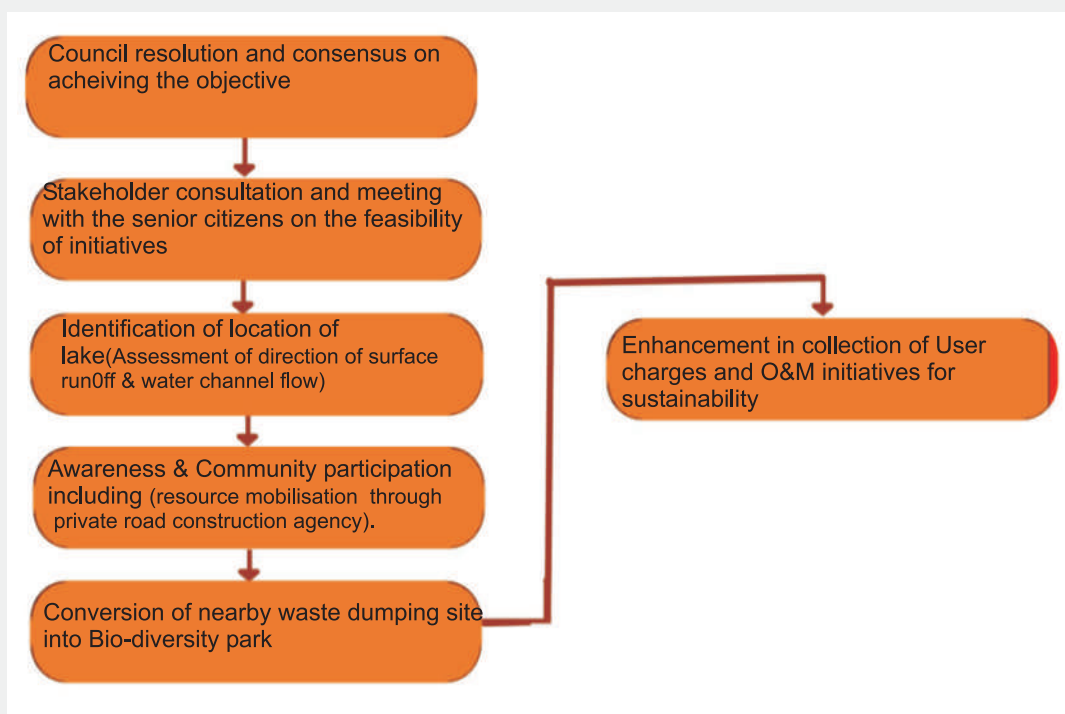 Council resolution and consensus on
acheiving the objective
Stakeholder consultation and meeting
with the senior citizens on the feasibility
of initiatives
Identification of location of
lake(Assessment of direction of surface
run0ff & water channel flow)
Awareness & Community participation
including (resource mobilisation through
private road construction agency).
Conversion of nearby waste dumping site
into Bio-diversity park
Enhancement in collection of User
charges and O&M initiatives for
sustainability